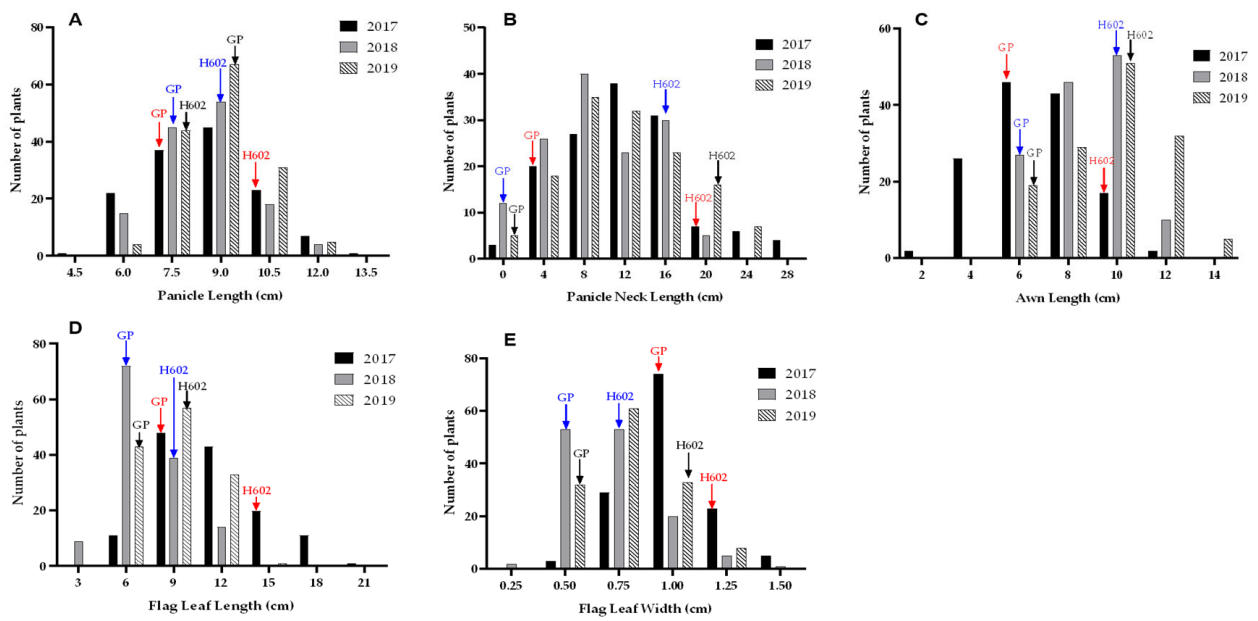 A
80
60
40
20
0
Number of plants
GP
GP
H602
H602
GP
H602
2017
2018
2019
4.5 6.0 7.5 9.0 10.5 12.0 13.5
Panicle Length (cm)
B
50
40
30
20
10
0
Number of plants
GP
GP
GP
H602
H602
H602
2017
2018
2019
0 4 8 12 16 20 24 28
Panicle Neck Length (cm)
C
60
40
20
0
Number of plants
GP
GP
GP
H602
H602
H602
2017
2018
2019
2 4 6 8 10 12 14
Awn Length (cm)
D
80
60
40
20
0
Number of plants
GP
GP
GP
H602
H602
H602
2017
2018
2019
3 6 9 12 15 18 21
Flag Leaf Length (cm)
E
80
60
40
20
0
Number of plants
GP
GP
H602
GP
H602
H602
2017
2018
2019
0.25 0.50 0.75 1.00 1.25 1.50
Flag Leaf Width (cm)